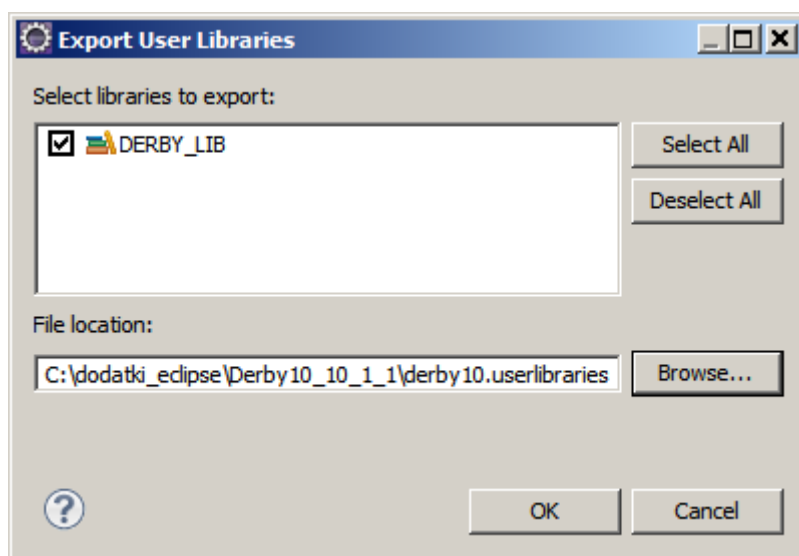 Export User Libraries
Select libraries to export:
DERBY_LIB
Select All
Deselect All
File location:
C:\dodatki_eclipse\Derby10_10_1_1\derby10.userlibraries
Browse...
?
OK
Cancel